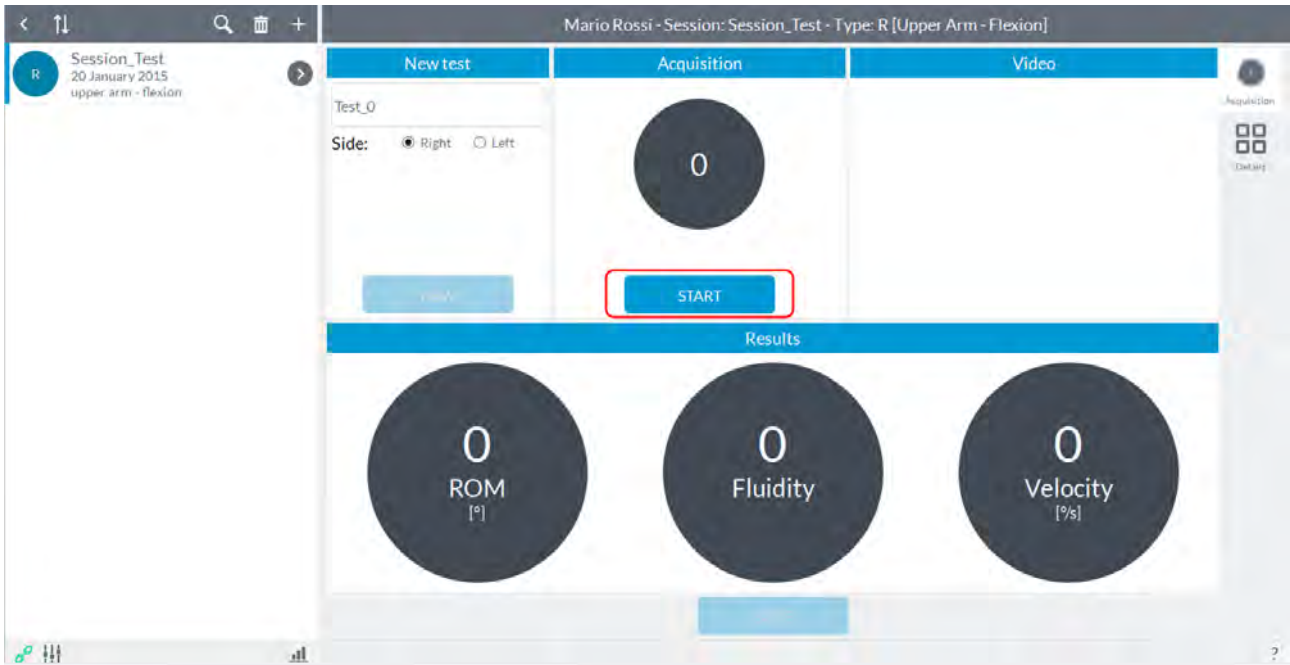 Mario Rossi - Session: Session_Test - Type: R [Upper Arm - Flexion]
R
Session_Test
20 January 2015
upper arm - flexion
New test
Acquisition
Video
Test_0
Side: Right Left
0
START
Acquisition
Results
0
ROM
[°]
0
Fluidity
0
Velocity
[°/s]
?